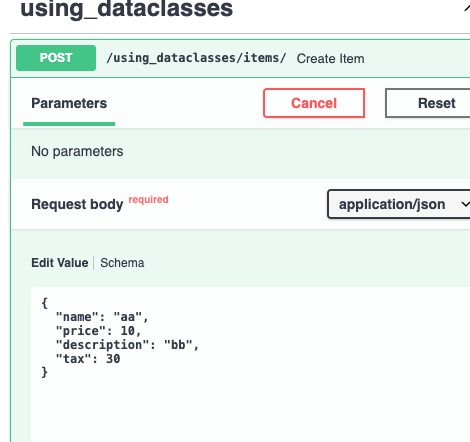 using_dataclasses
POST /using_dataclasses/items/ Create Item
Parameters Cancel Reset
No parameters
Request body required application/json
Edit Value Schema
{
"name": "aa",
"price": 10,
"description": "bb",
"tax": 30
}